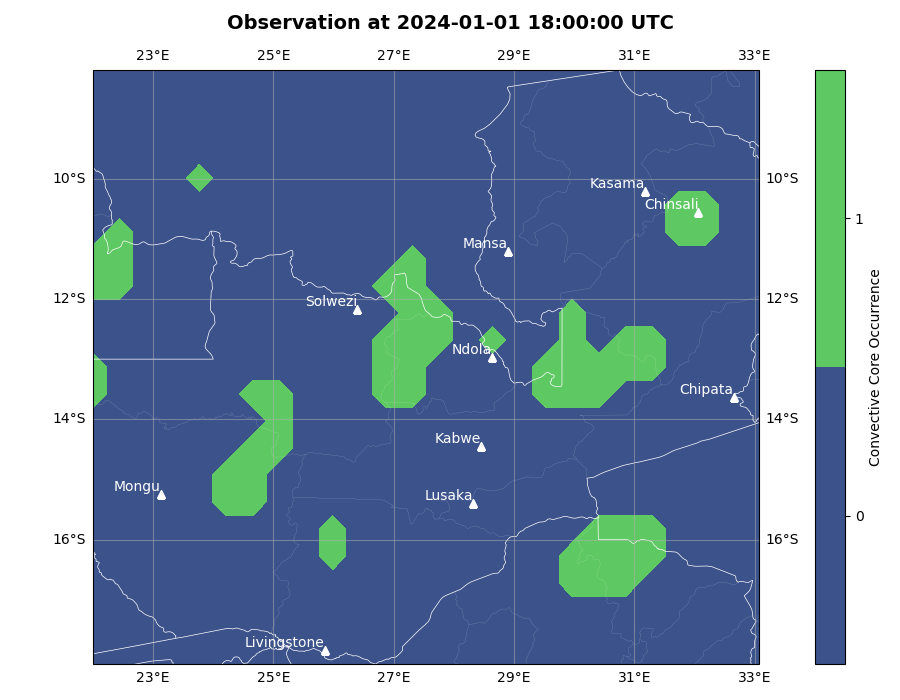 Observation at 2024-01-01 18:00:00 UTC
23°E 25°E 27°E 29°E 31°E 33°E
10°S 10°S
Kasama
Chinsali
Mansa
12°S 12°S
Solwezi
Ndola
Chipata
14°S 14°S
Kabwe
Mongu
Lusaka
16°S 16°S
Livingstone
23°E 25°E 27°E 29°E 31°E 33°E
1
0
Convective Core Occurrence